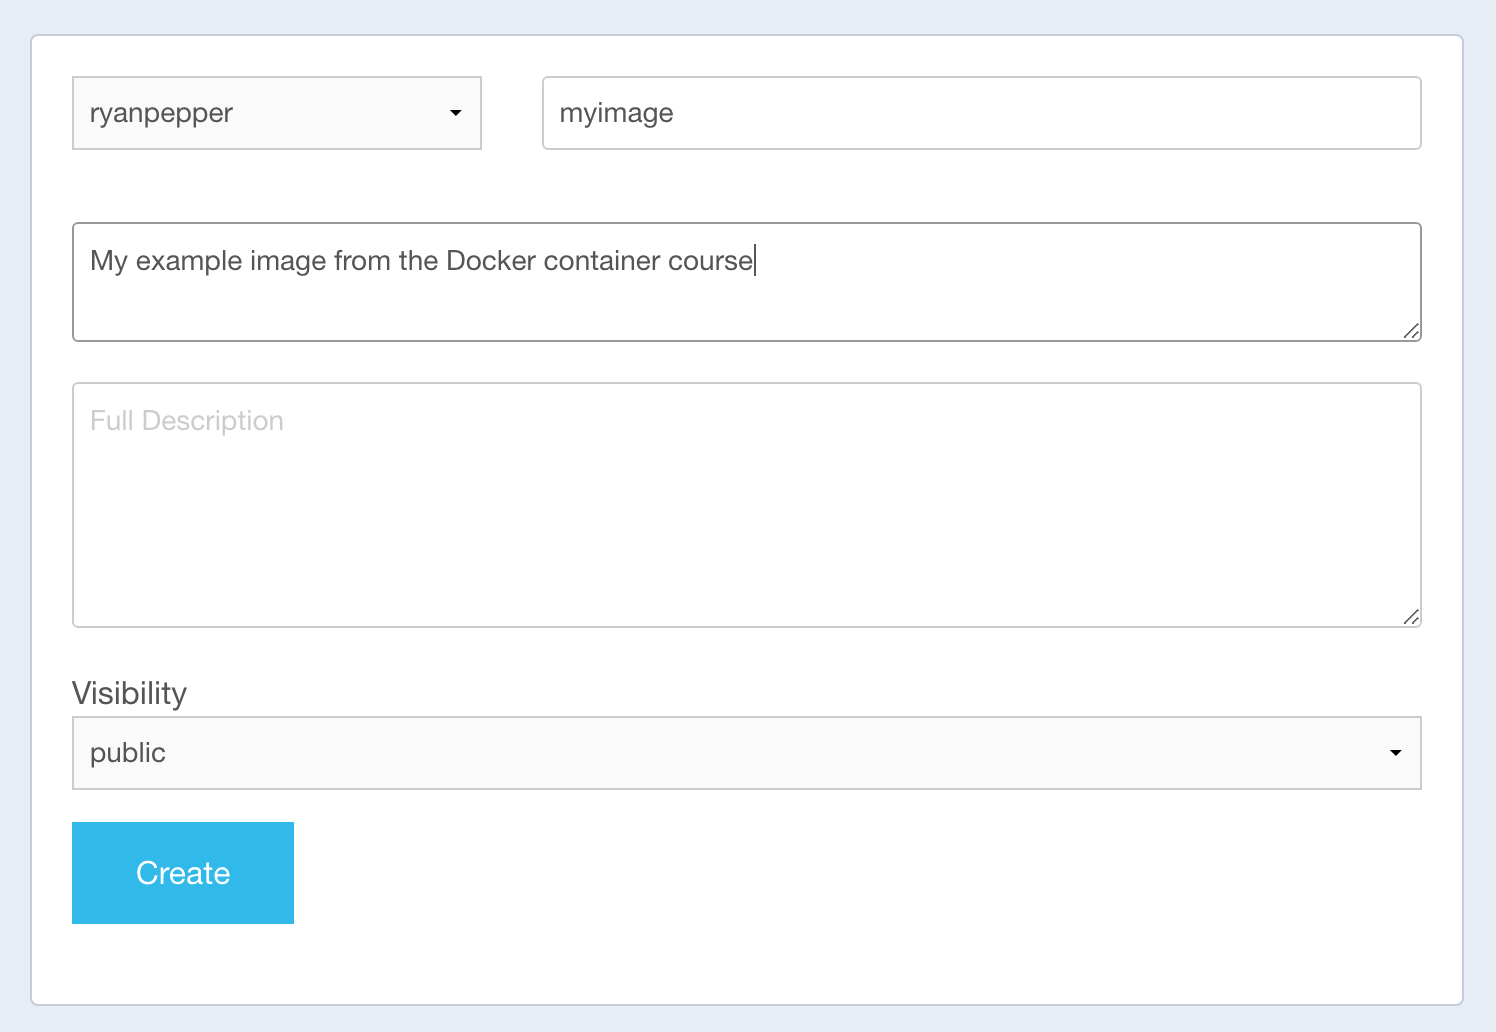 ryanpepper
myimage
My example image from the Docker container course
Full Description
Visibility
public
Create